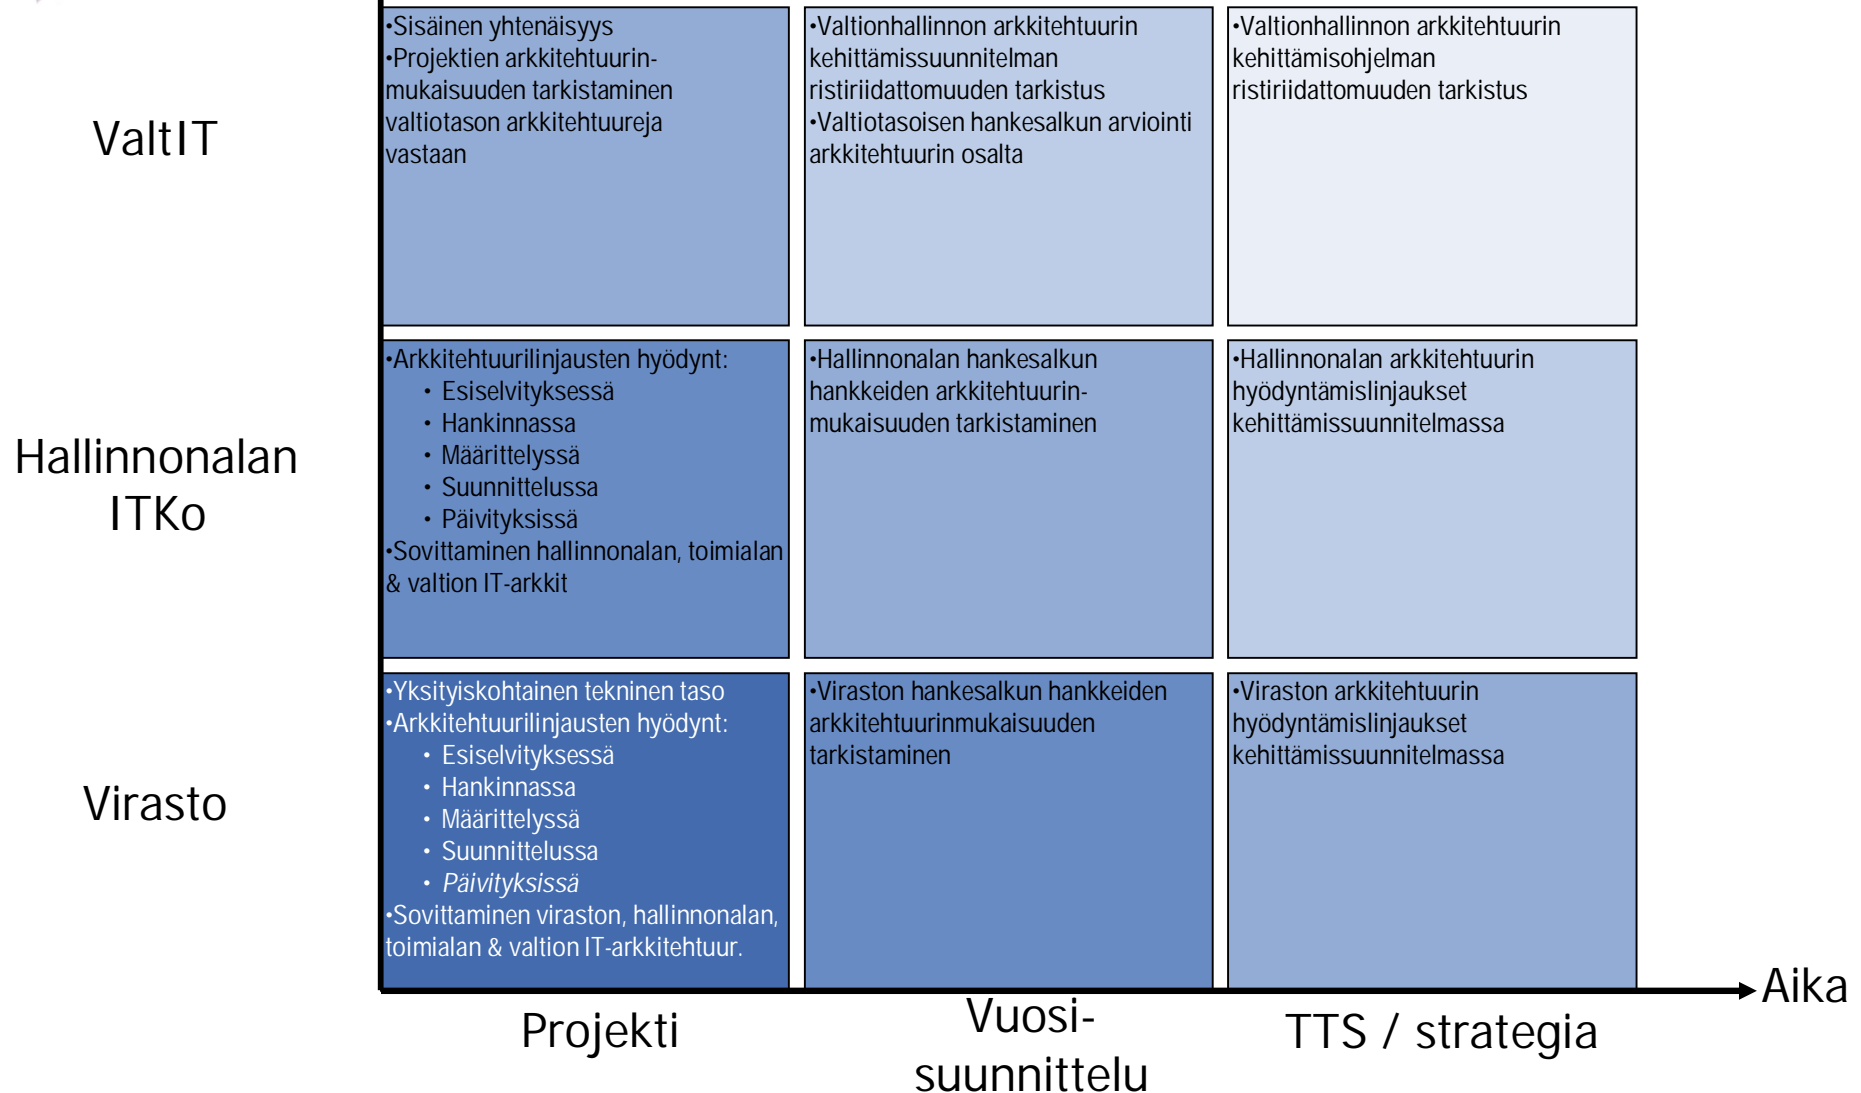 ValtIT
•Sisäinen yhtenäisyys
•Projektien arkkitehtuurin-
mukaisuuden tarkistaminen
valtiotason arkkitehtuureja
vastaan
•Valtionhallinnon arkkitehtuurin
kehittämissuunnitelman
ristiriidattomuuden tarkistus
•Valtiotasoisen hankesalkun arviointi
arkkitehtuurin osalta
•Valtionhallinnon arkkitehtuurin
kehittämisohjelman
ristiriidattomuuden tarkistus
Hallinnonalan
ITKo
•Arkkitehtuurilinjausten hyödynt:
• Esiselvityksessä
• Hankinnassa
• Määrittelyssä
• Suunnittelussa
• Päivityksissä
•Sovittaminen hallinnonalan, toimialan
& valtion IT-arkkit
•Hallinnonalan hankesalkun
hankkeiden arkkitehtuurin-
mukaisuuden tarkistaminen
•Hallinnonalan arkkitehtuurin
hyödyntämislinjaukset
kehittämissuunnitelmassa
Virasto
•Yksityiskohtainen tekninen taso
•Arkkitehtuurilinjausten hyödynt:
• Esiselvityksessä
• Hankinnassa
• Määrittelyssä
• Suunnittelussa
• Päivityksissä
•Sovittaminen viraston, hallinnonalan,
toimialan & valtion IT-arkkitehtuur.
•Viraston hankesalkun hankkeiden
arkkitehtuurinmukaisuuden
tarkistaminen
•Viraston arkkitehtuurin
hyödyntämislinjaukset
kehittämissuunnitelmassa
Aika
Projekti
Vuosi-
suunnittelu
TTS / strategia